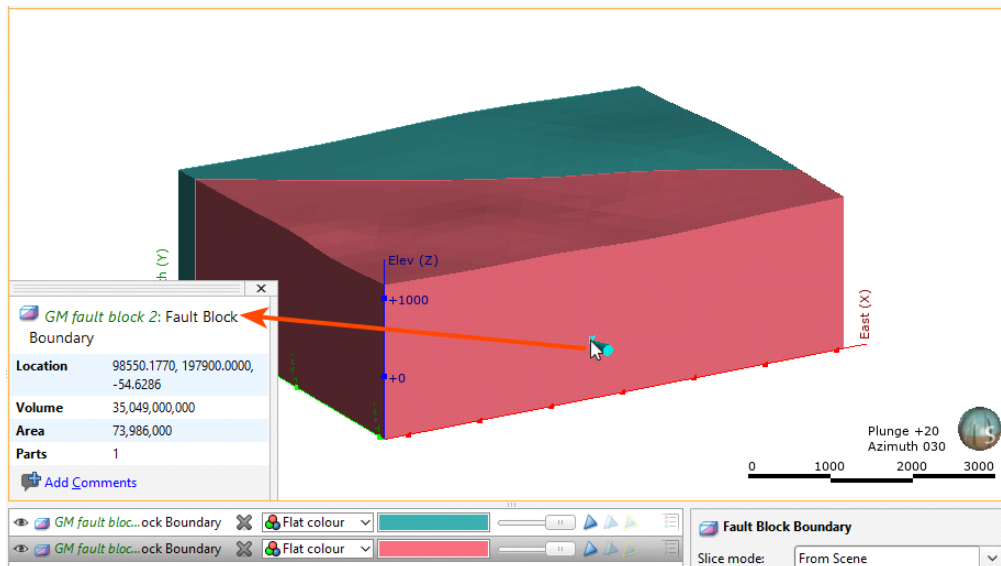 Elev (Z)
+1000
+0
East (X)
GM fault block 2: Fault Block
Boundary
Location 98550.1770, 197900.0000,
-54.6286
Volume 35,049,000,000
Area 73,986,000
Parts 1
Add Comments
Plunge +20
Azimuth 030
0 1000 2000 3000
S
GM fault bloc...ock Boundary Flat colour
GM fault bloc...ock Boundary Flat colour
Fault Block Boundary
Slice mode: From Scene